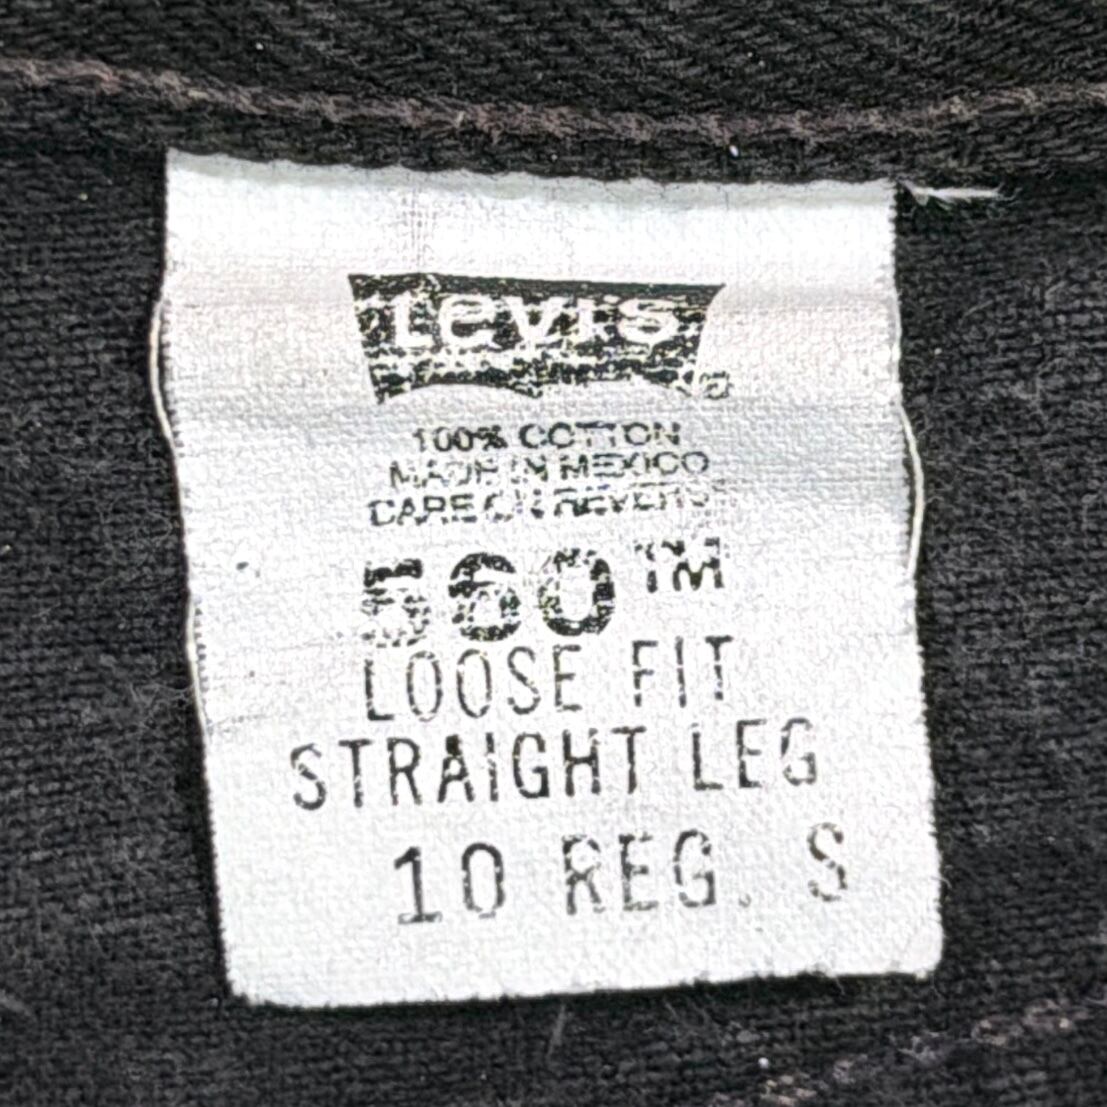 Levi's
100% COTTON
MADE IN MEXICO
CARE ON REVERSE
560™
LOOSE FIT
STRAIGHT LEG
10 REG. S